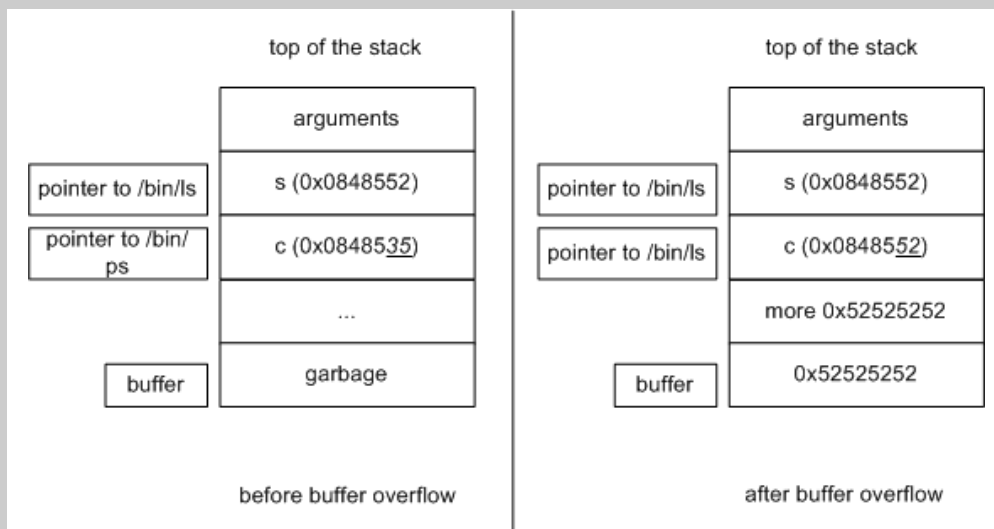 top of the stack
arguments
pointer to /bin/ls
s (0x0848552)
pointer to /bin/
ps
c (0x0848535)
...
buffer
garbage
before buffer overflow
top of the stack
arguments
pointer to /bin/ls
s (0x0848552)
pointer to /bin/ls
c (0x0848552)
more 0x52525252
buffer
0x52525252
after buffer overflow